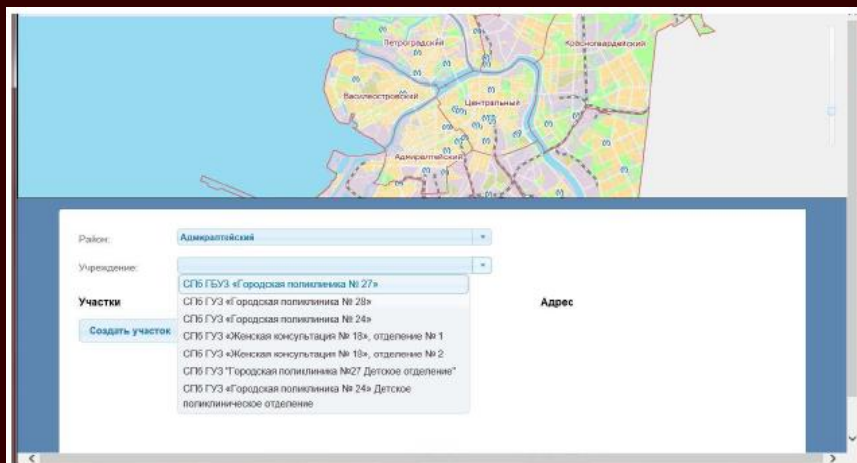 Петроградский
Красногвардейский
Василеостровский
Центральный
Адмиралтейский
Район:
Адмиралтейский
Учреждение:
СПб ГБУЗ «Городская поликлиника № 27»
Участки
СПб ГУЗ «Городская поликлиника № 28»
Адрес
СПб ГУЗ «Городская поликлиника № 24»
Создать участок
СПб ГУЗ «Женская консультация № 18», отделение № 1
СПб ГУЗ «Женская консультация № 18», отделение № 2
СПб ГУЗ "Городская поликлиника №27 Детское отделение"
СПб ГУЗ «Городская поликлиника № 24» Детское
поликлиническое отделение